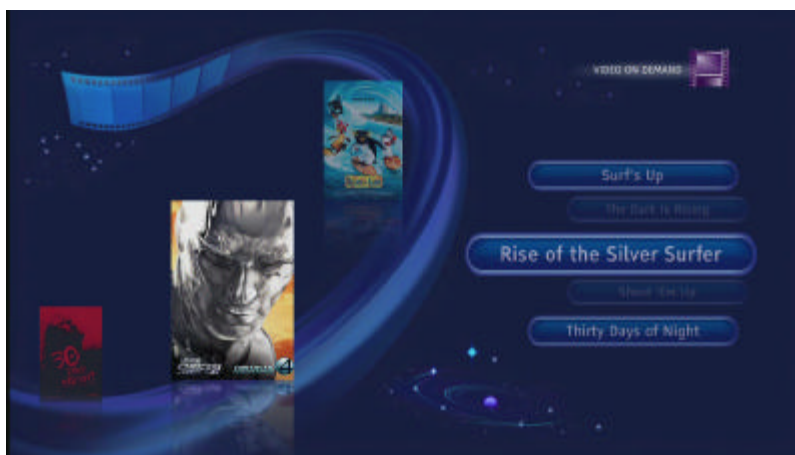 VIDEO ON DEMAND
Surf's Up
The Dark Is Rising
Rise of the Silver Surfer
Shoot 'Em Up
Thirty Days of Night
30